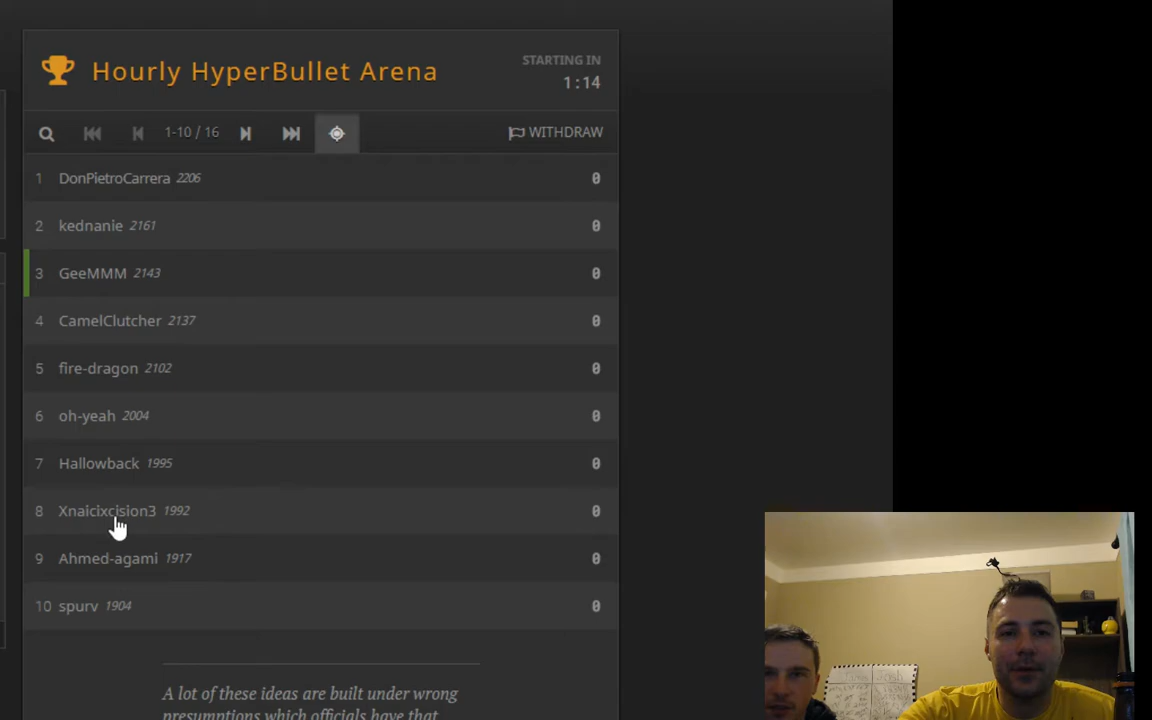 Hourly HyperBullet Arena
STARTING IN
1:14
1-10 / 16
WITHDRAW
1 DonPietroCarrera 2206 0
2 kednanie 2161 0
3 GeeMMM 2143 0
4 CamelClutcher 2137 0
5 fire-dragon 2102 0
6 oh-yeah 2004 0
7 Hallowback 1995 0
8 Xnaicixcision3 1992 0
9 Ahmed-agami 1917 0
10 spurv 1904 0
A lot of these ideas are built under wrong
presumptions which officials have that